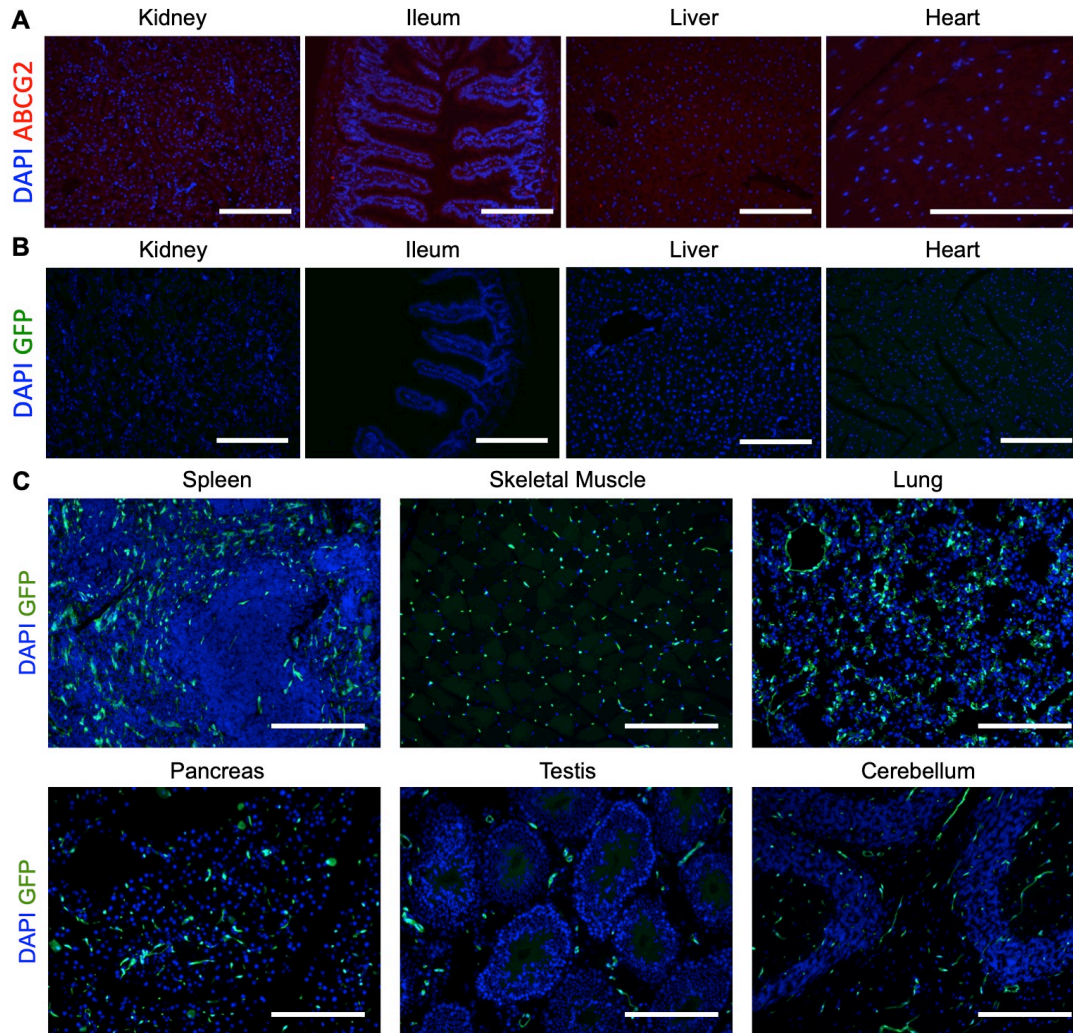 A
Kidney Ileum Liver Heart
DAPI ABCG2
B
Kidney Ileum Liver Heart
DAPI GFP
C
Spleen Skeletal Muscle Lung
DAPI GFP
Pancreas Testis Cerebellum
DAPI GFP